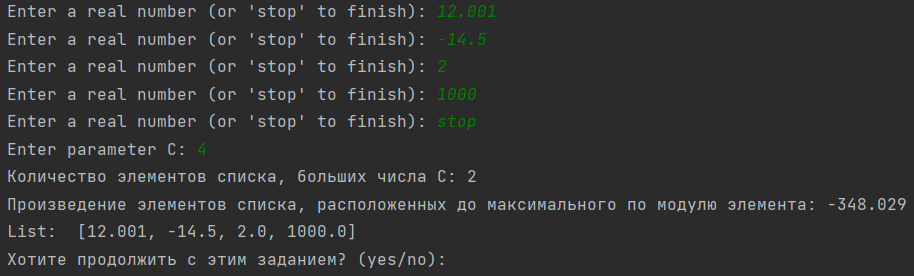 Enter a real number (or 'stop' to finish): 12.001
Enter a real number (or 'stop' to finish): -14.5
Enter a real number (or 'stop' to finish): 2
Enter a real number (or 'stop' to finish): 1000
Enter a real number (or 'stop' to finish): stop
Enter parameter C: 4
Количество элементов списка, больших числа C: 2
Произведение элементов списка, расположенных до максимального по модулю элемента: -348.029
List:  [12.001, -14.5, 2.0, 1000.0]
Хотите продолжить с этим заданием? (yes/no):